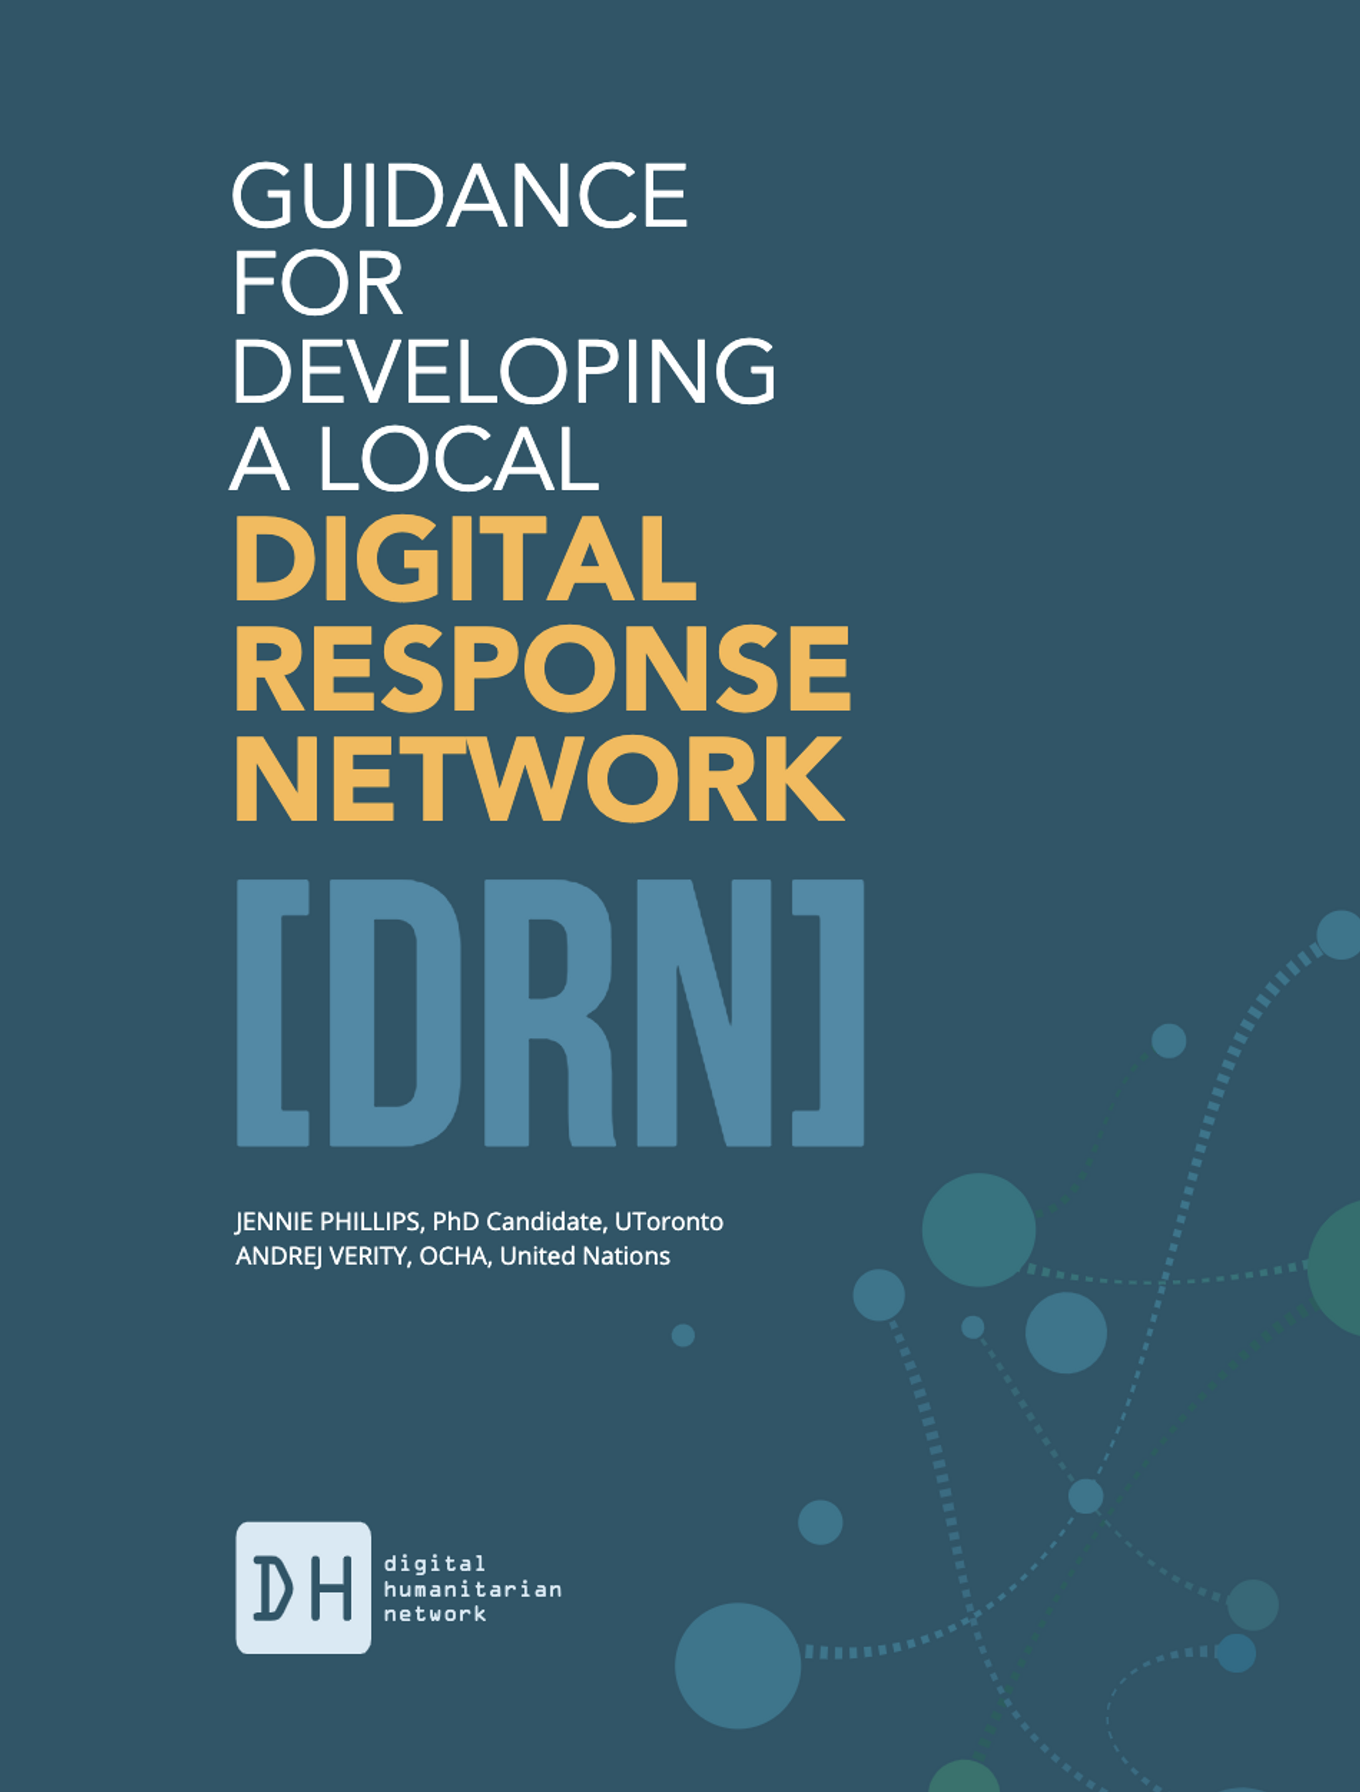 GUIDANCE
FOR
DEVELOPING
A LOCAL
DIGITAL
RESPONSE
NETWORK
[DRN]
JENNIE PHILLIPS, PhD Candidate, UToronto
ANDREJ VERITY, OCHA, United Nations
DH
digital
humanitarian
network